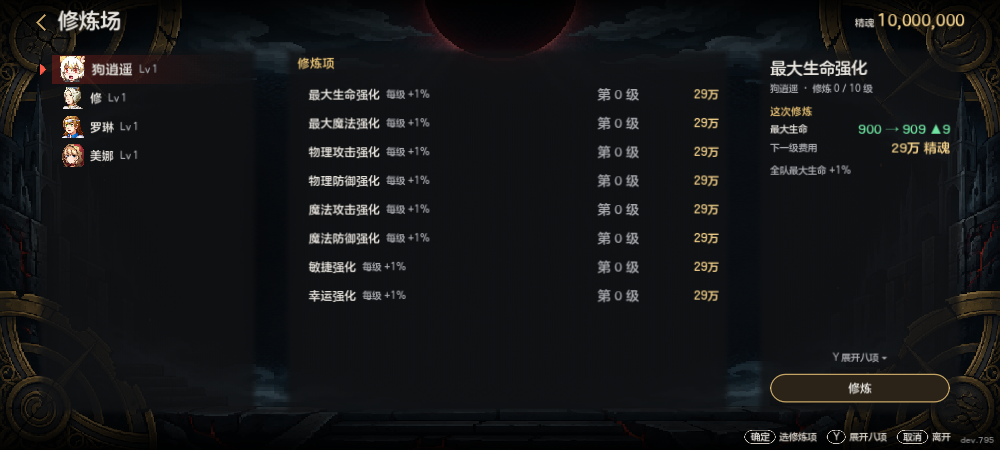 修炼场
精魂 10,000,000
狗逍遥 Lv1
修 Lv1
罗琳 Lv1
美娜 Lv1
修炼项
最大生命强化 每级 +1% 第 0 级 29万
最大魔法强化 每级 +1% 第 0 级 29万
物理攻击强化 每级 +1% 第 0 级 29万
物理防御强化 每级 +1% 第 0 级 29万
魔法攻击强化 每级 +1% 第 0 级 29万
魔法防御强化 每级 +1% 第 0 级 29万
敏捷强化 每级 +1% 第 0 级 29万
幸运强化 每级 +1% 第 0 级 29万
最大生命强化
狗逍遥 · 修炼 0 / 10 级
这次修炼
最大生命 900 → 909 ▲9
下一级费用 29万 精魂
全队最大生命 +1%
Y 展开八项
修炼
确定 选修炼项 Y 展开八项 取消 离开
dev.795